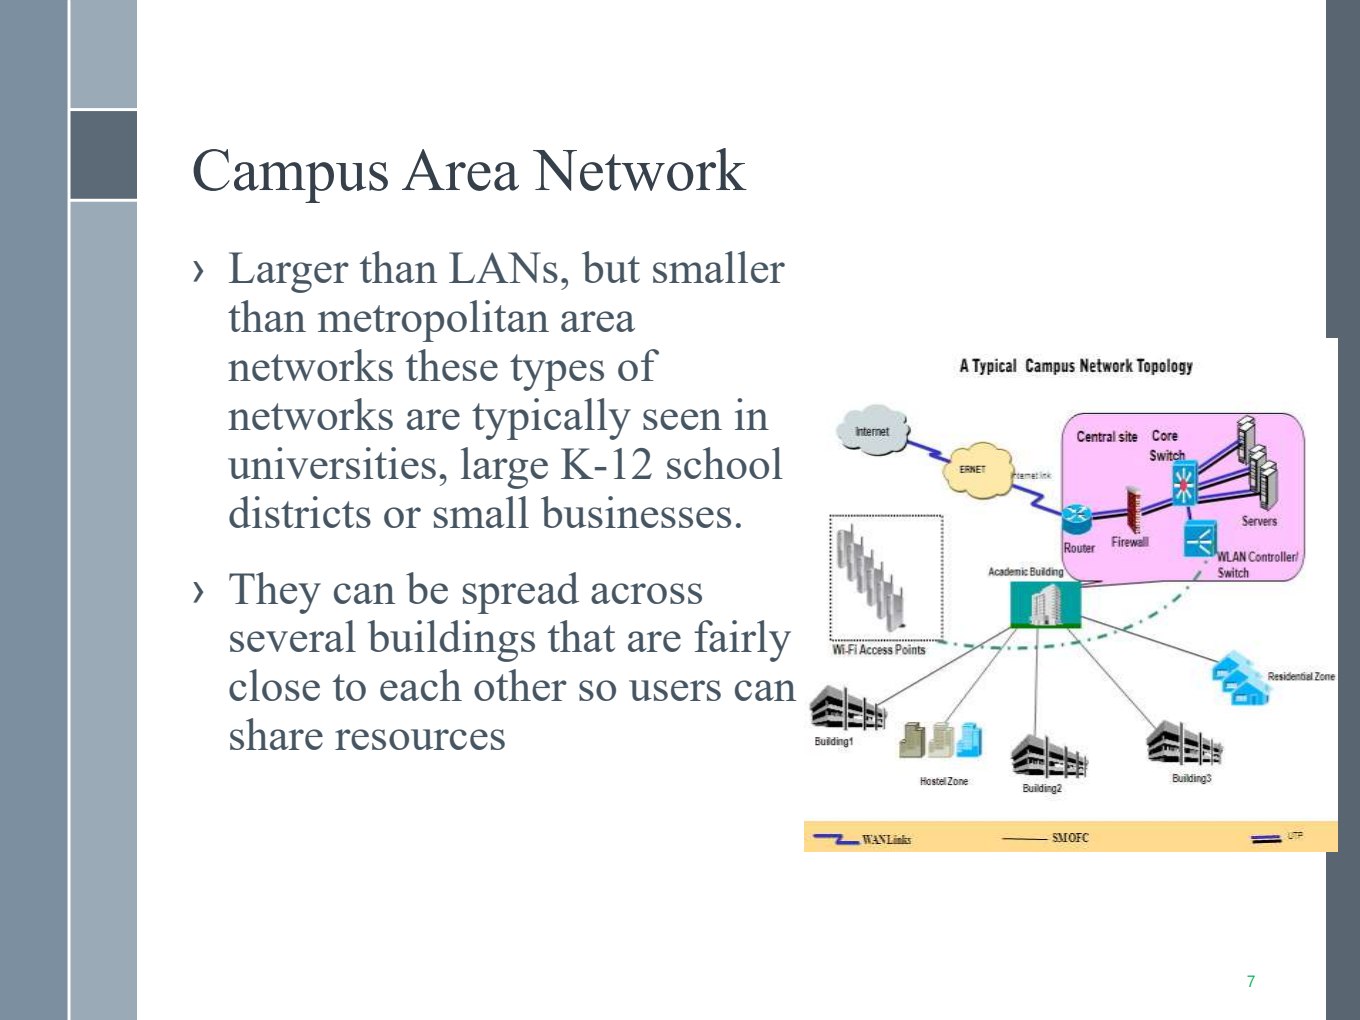 Campus Area Network
› Larger than LANs, but smaller
than metropolitan area
networks these types of
networks are typically seen in
universities, large K-12 school
districts or small businesses.
› They can be spread across
several buildings that are fairly
close to each other so users can
share resources
A Typical Campus Network Topology
Internet
ERNET
Central site
Core
Switch
Servers
Router
Firewall
WLAN Controller/
Switch
Academic Building
Wi-Fi Access Points
Residential Zone
Building1
Hostel Zone
Building2
Building3
WAN Links
SMOFC
UTP
7